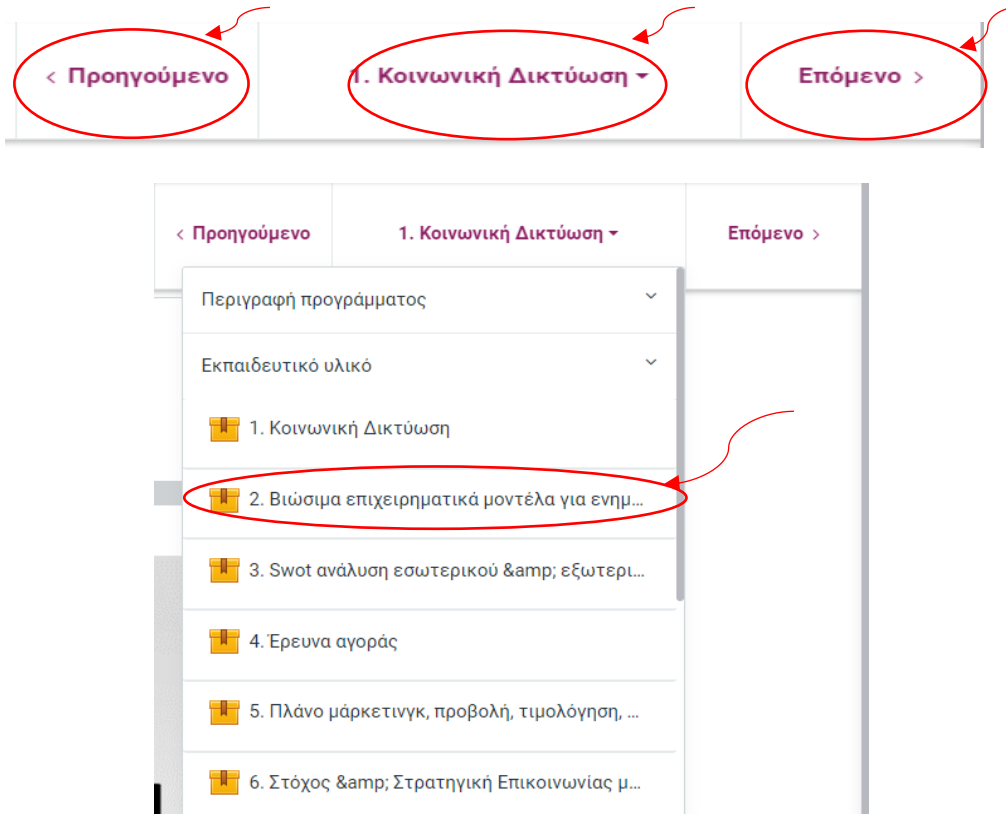 < Προηγούμενο 1. Κοινωνική Δικτύωση Επόμενο >
< Προηγούμενο 1. Κοινωνική Δικτύωση Επόμενο >
Περιγραφή προγράμματος
Εκπαιδευτικό υλικό
1. Κοινωνική Δικτύωση
2. Βιώσιμα επιχειρηματικά μοντέλα για ενημ...
3. Swot ανάλυση εσωτερικού &amp; εξωτερι...
4. Έρευνα αγοράς
5. Πλάνο μάρκετινγκ, προβολή, τιμολόγηση, ...
6. Στόχος &amp; Στρατηγική Επικοινωνίας μ...